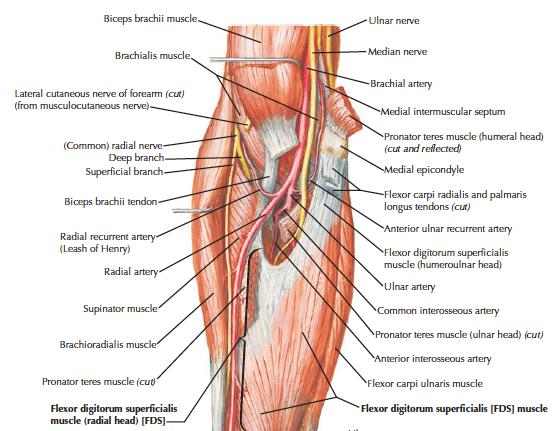 Biceps brachii muscle
Brachialis muscle
Lateral cutaneous nerve of forearm (cut)
(from musculocutaneous nerve)
(Common) radial nerve
Deep branch
Superficial branch
Biceps brachii tendon
Radial recurrent artery
(Leash of Henry)
Radial artery
Supinator muscle
Brachioradialis muscle
Pronator teres muscle (cut)
Flexor digitorum superficialis
muscle (radial head) [FDS]
Ulnar nerve
Median nerve
Brachial artery
Medial intermuscular septum
Pronator teres muscle (humeral head)
(cut and reflected)
Medial epicondyle
Flexor carpi radialis and palmaris
longus tendons (cut)
Anterior ulnar recurrent artery
Flexor digitorum superficialis
muscle (humeroulnar head)
Ulnar artery
Common interosseous artery
Pronator teres muscle (ulnar head) (cut)
Anterior interosseous artery
Flexor carpi ulnaris muscle
Flexor digitorum superficialis [FDS] muscle